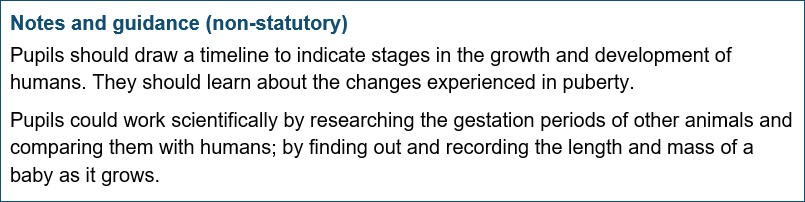 Notes and guidance (non-statutory)
Pupils should draw a timeline to indicate stages in the growth and development of
humans. They should learn about the changes experienced in puberty.
Pupils could work scientifically by researching the gestation periods of other animals and
comparing them with humans; by finding out and recording the length and mass of a
baby as it grows.